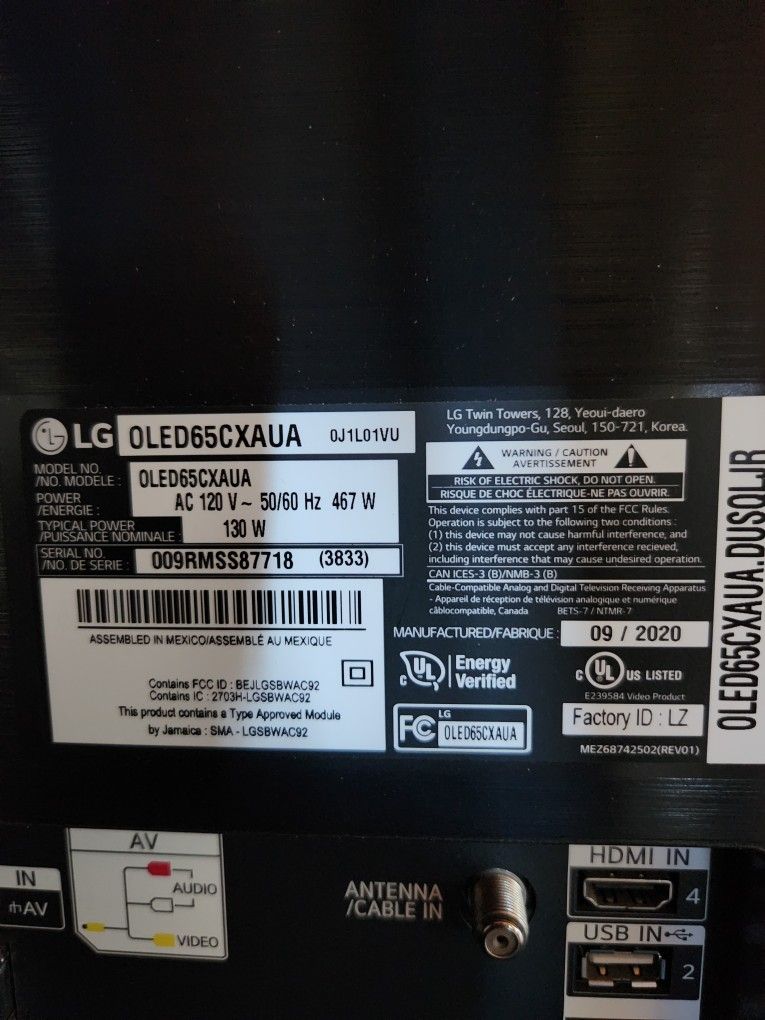 LG OLED65CXAUA 0J1L01VU
MODEL NO.
/NO. MODELE : OLED65CXAUA
POWER
/ENERGIE : AC 120 V~ 50/60 Hz 467 W
TYPICAL POWER
/PUISSANCE NOMINALE : 130 W
SERIAL NO.
/NO. DE SERIE : 009RMSS87718 (3833)
ASSEMBLED IN MEXICO/ASSEMBLÉ AU MEXIQUE
Contains FCC ID : BEJLGSBWAC92
Contains IC : 2703H-LGSBWAC92
This product contains a Type Approved Module
by Jamaica : SMA - LGSBWAC92
LG Twin Towers, 128, Yeoui-daero
Youngdungpo-Gu, Seoul, 150-721, Korea.
WARNING / CAUTION
AVERTISSEMENT
RISK OF ELECTRIC SHOCK, DO NOT OPEN.
RISQUE DE CHOC ÉLECTRIQUE-NE PAS OUVRIR.
This device complies with part 15 of the FCC Rules.
Operation is subject to the following two conditions :
(1) this device may not cause harmful interference, and
(2) this device must accept any interference recieved,
including interference that may cause undesired operation.
CAN ICES-3 (B)/NMB-3 (B)
Cable-Compatible Analog and Digital Television Receiving Apparatus
- Appareil de réception de télévision analogique et numérique
câblocompatible, Canada BETS-7 / NTMR-7
MANUFACTURED/FABRIQUE : 09 / 2020
c UL Energy
Verified
c UL US LISTED
E239584 Video Product
FC LG
OLED65CXAUA
Factory ID : LZ
MEZ68742502(REV01)
OLED65CXAUA.DUSQLJR
IN
AV
AV
AUDIO
VIDEO
ANTENNA
/CABLE IN
HDMI IN
4
USB IN
2